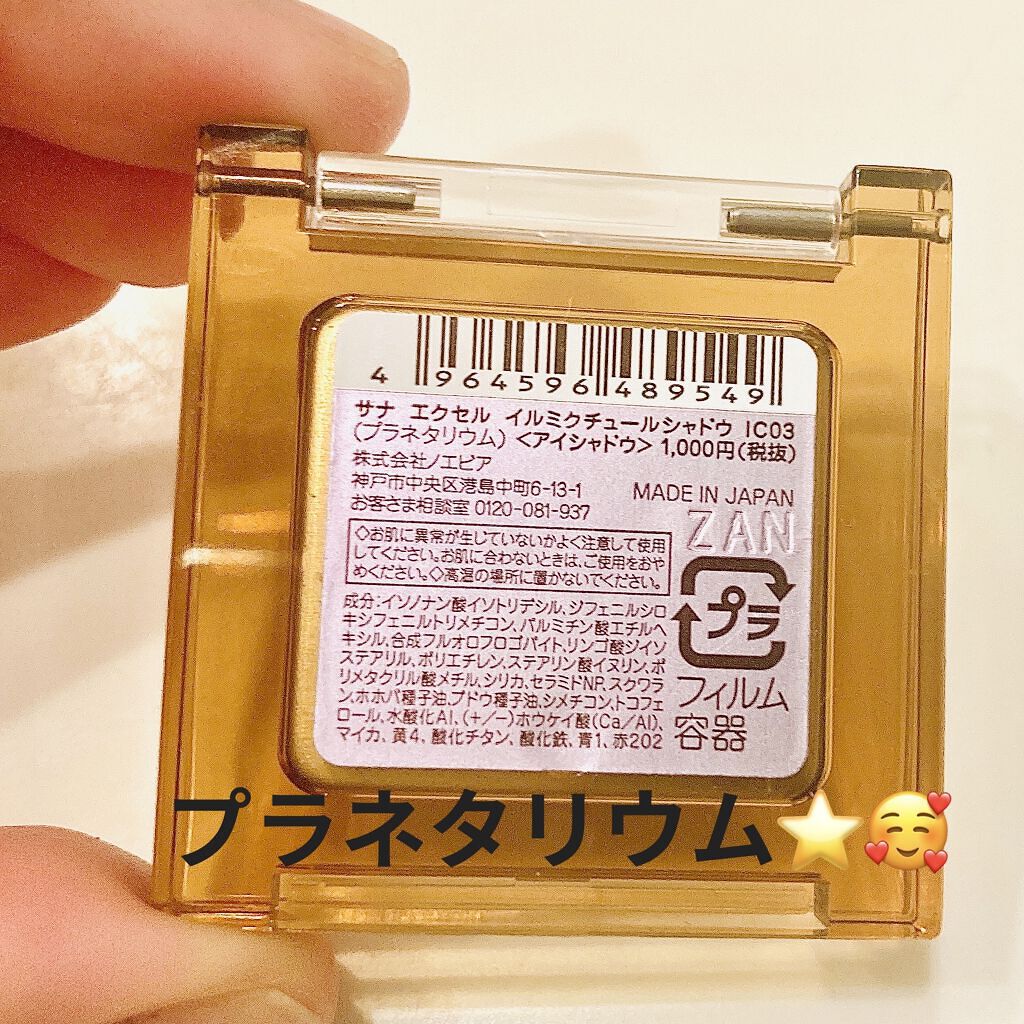 4 964596 489549
サナ エクセル イルミクチュールシャドウ IC03
(プラネタリウム) <アイシャドウ> 1,000円(税抜)
株式会社ノエビア
神戸市中央区港島中町6-13-1
お客さま相談室 0120-081-937
MADE IN JAPAN
ZAN
◇お肌に異常が生じていないかよく注意して使用
してください。お肌に合わないときは、ご使用をおや
めください。◇高温の場所に置かないでください。
プラ
フィルム
容器
成分:イソノナン酸イソトリデシル、ジフェニルシロ
キシフェニルトリメチコン、パルミチン酸エチルヘ
キシル、合成フルオロフロゴパイト、リンゴ酸ジイソ
ステアリル、ポリエチレン、ステアリン酸イヌリン、ポ
リメタクリル酸メチル、シリカ、セラミドNP、スクワラ
ン、ホホバ種子油、ブドウ種子油、シメチコン、トコフェ
ロール、水酸化Al、(+/-)ホウケイ酸(Ca/Al)、
マイカ、黄4、酸化チタン、酸化鉄、青1、赤202
プラネタリウム⭐🥰